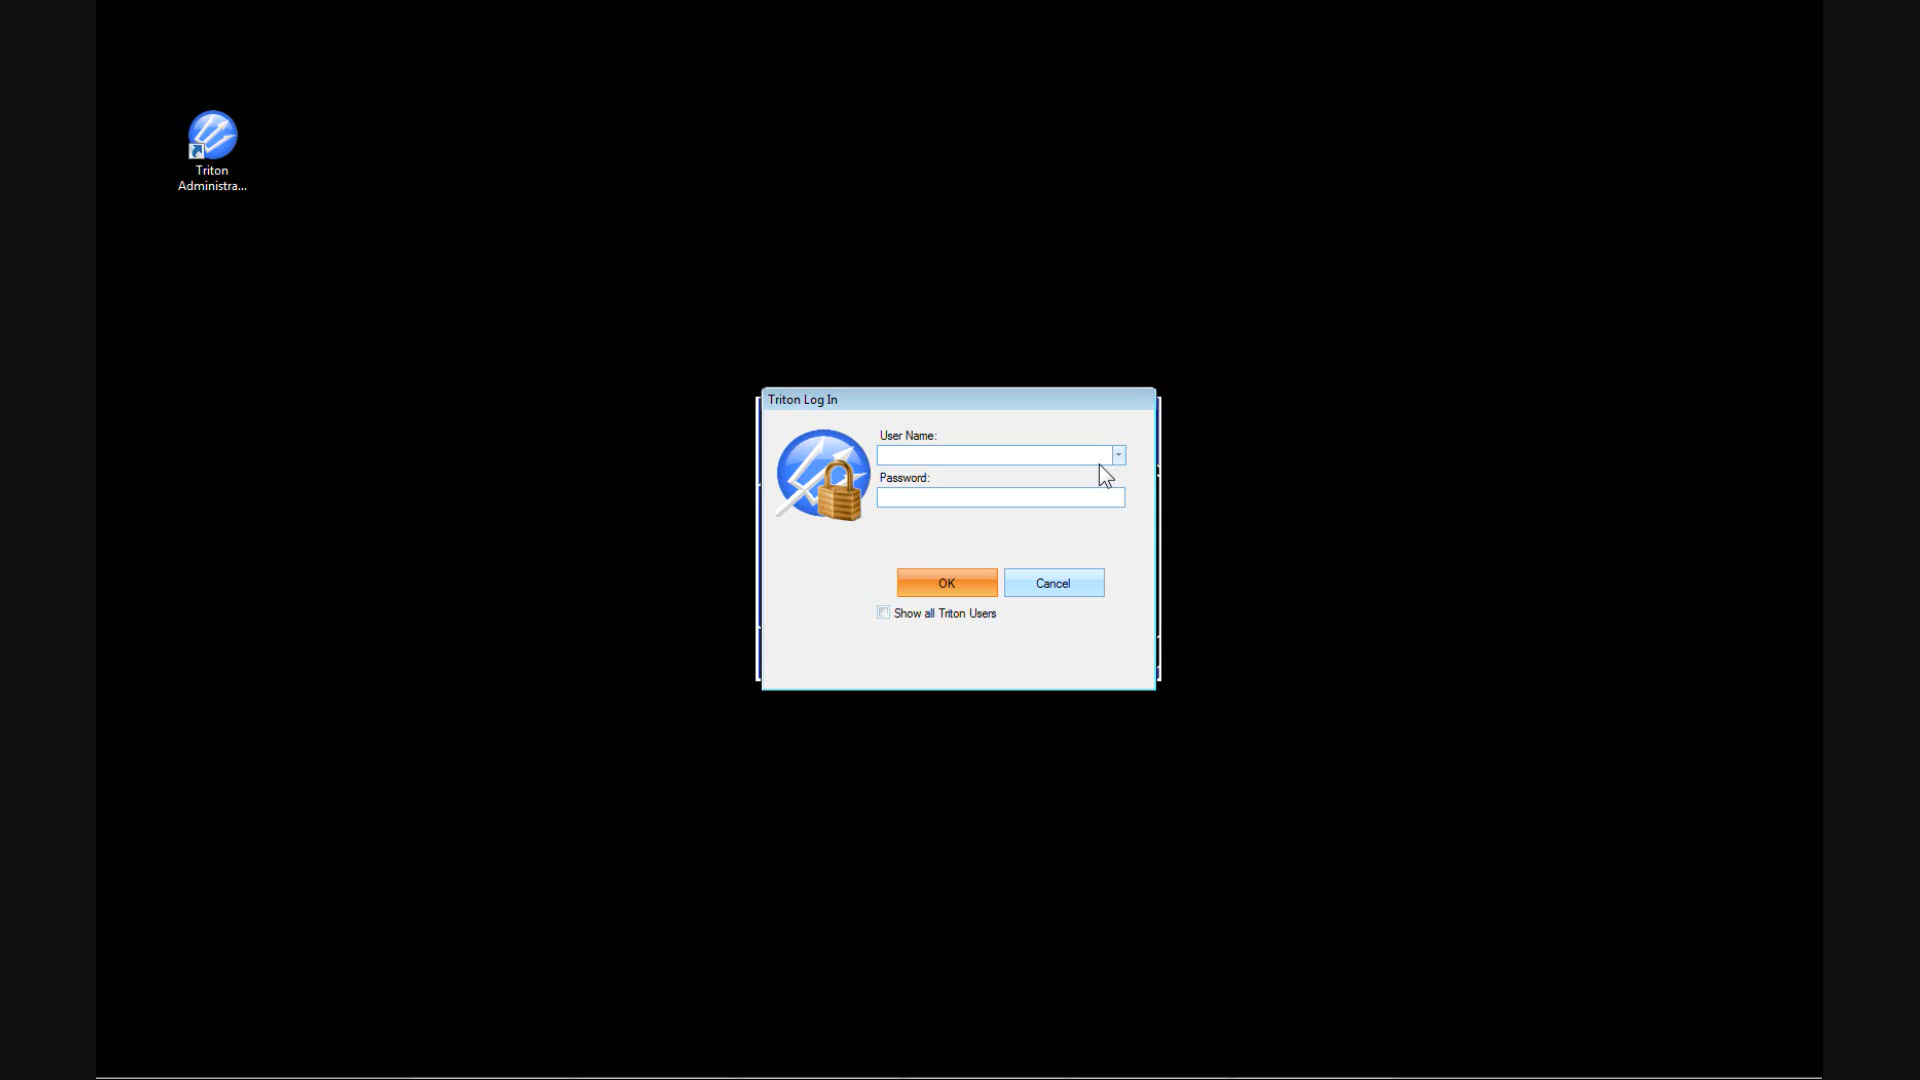 Triton
Administra...
Triton Log In
User Name:
Password:
OK
Cancel
Show all Triton Users